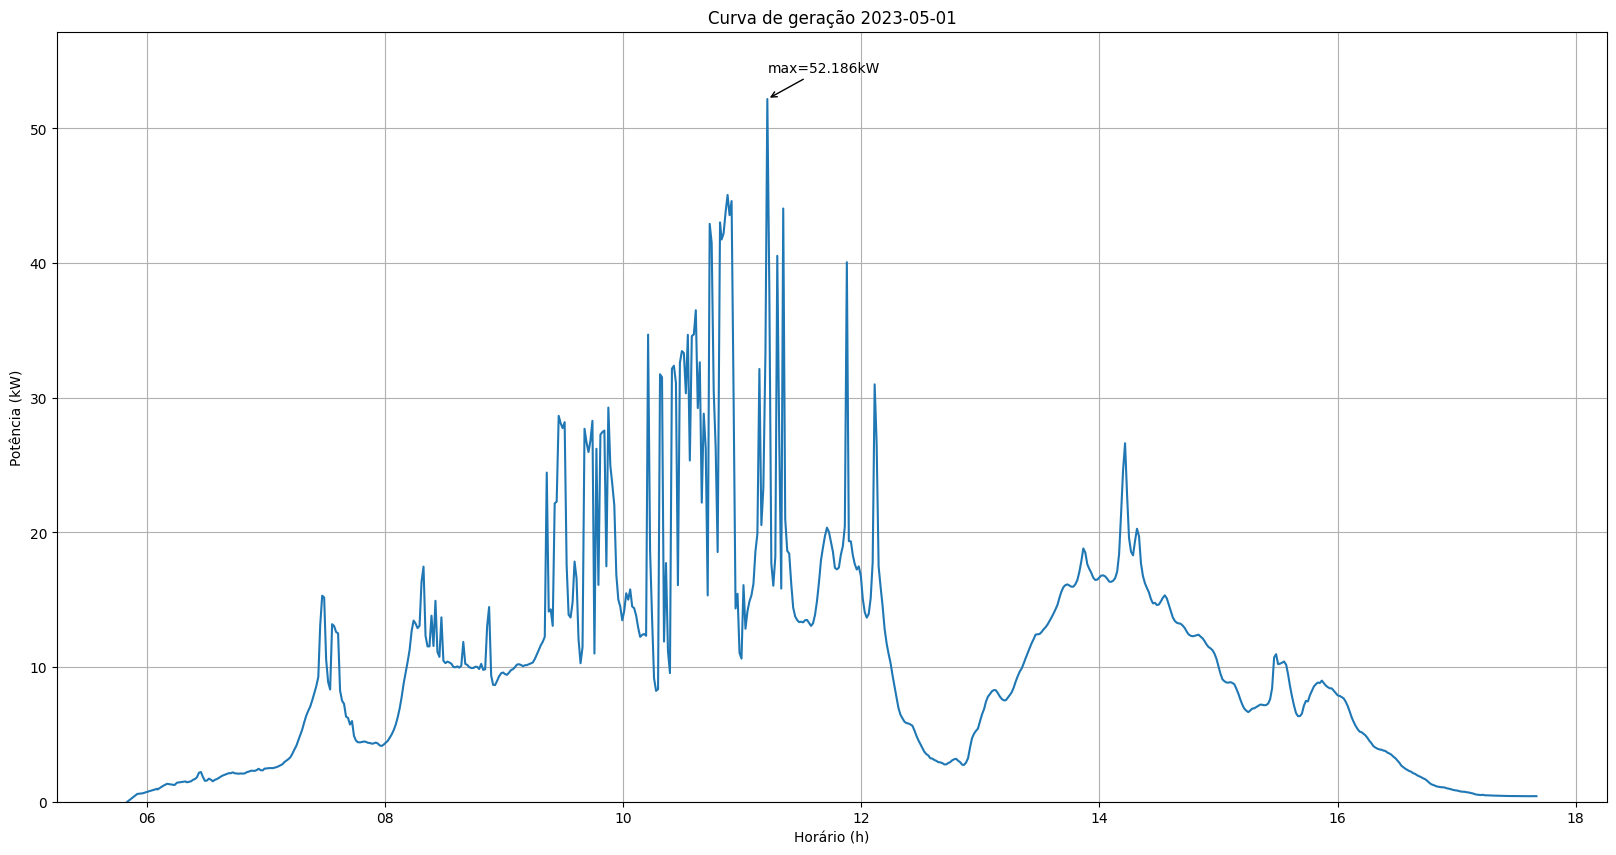 Curva de geração 2023-05-01
max=52.186kW
50
40
30
20
10
0
Potência (kW)
06 08 10 12 14 16 18
Horário (h)